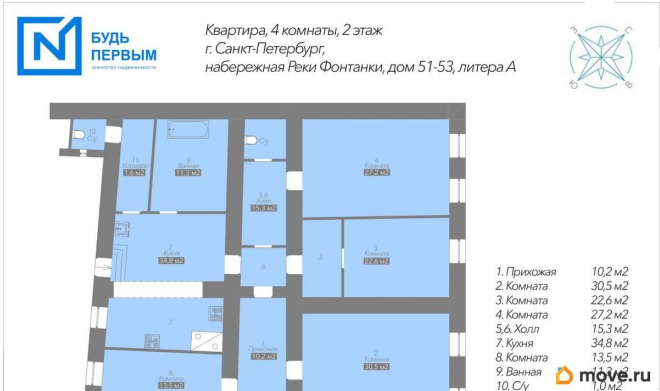 БУДЬ
ПЕРВЫМ
агентство недвижимости
Квартира, 4 комнаты, 2 этаж
г. Санкт-Петербург,
набережная Реки Фонтанки, дом 51-53, литера А
С
З
Ю
В
10.
С/у
11.
Коридор
1.6 м2
9.
Ванная
11.3 м2
С/у
5,6.
Холл
15.3 м2
4.
Комната
27.2 м2
7.
Кухня
34.8 м2
6.
3.
3.
Комната
22.6 м2
7.
8.
Комната
13.5 м2
1.
Прихожая
10.2 м2
2.
Комната
30.5 м2
1. Прихожая 10,2 м2
2. Комната 30,5 м2
3. Комната 22,6 м2
4. Комната 27,2 м2
5,6. Холл 15,3 м2
7. Кухня 34,8 м2
8. Комната 13,5 м2
9. Ванная 11,3 м2
10. С/у 1,0 м2
move.ru